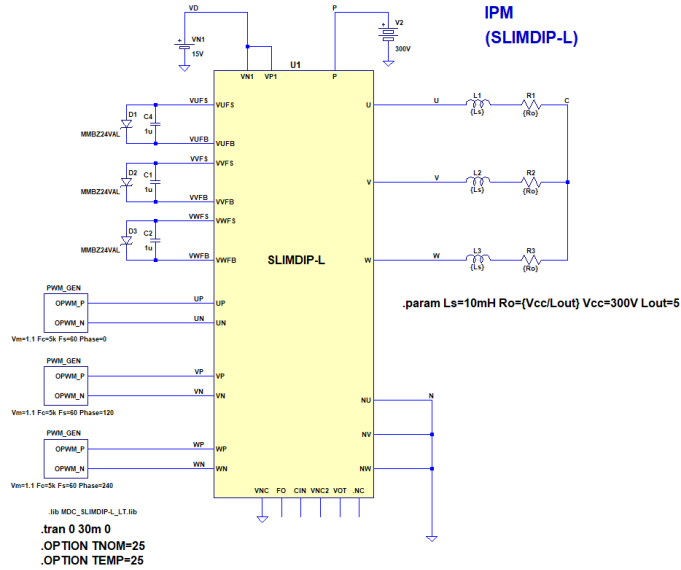 IPM
(SLIMDIP-L)
VD
VN1
15V
P
V2
300V
U1
VN1
VP1
P
D1
MMBZ24VAL
C4
1u
VUFS
VUFS
VUFB
VUFB
D2
MMBZ24VAL
C1
1u
VVFS
VVFS
VVFB
VVFB
D3
MMBZ24VAL
C2
1u
VWFS
VWFS
VWFB
VWFB
SLIMDIP-L
U
U
L1
{Ls}
R1
{Ro}
C
V
V
L2
{Ls}
R2
{Ro}
W
W
L3
{Ls}
R3
{Ro}
.param Ls=10mH Ro={Vcc/Lout} Vcc=300V Lout=5
PWM_GEN
OPWM_P
OPWM_N
UP
UP
UN
UN
Vm=1.1 Fc=5k Fs=60 Phase=0
PWM_GEN
OPWM_P
OPWM_N
VP
VP
VN
VN
Vm=1.1 Fc=5k Fs=60 Phase=120
PWM_GEN
OPWM_P
OPWM_N
WP
WP
WN
WN
Vm=1.1 Fc=5k Fs=60 Phase=240
NU
N
NV
NW
VNC FO CIN VNC2 VOT .NC
.lib MDC_SLIMDIP-L_LT.lib
.tran 0 30m 0
.OPTION TNOM=25
.OPTION TEMP=25